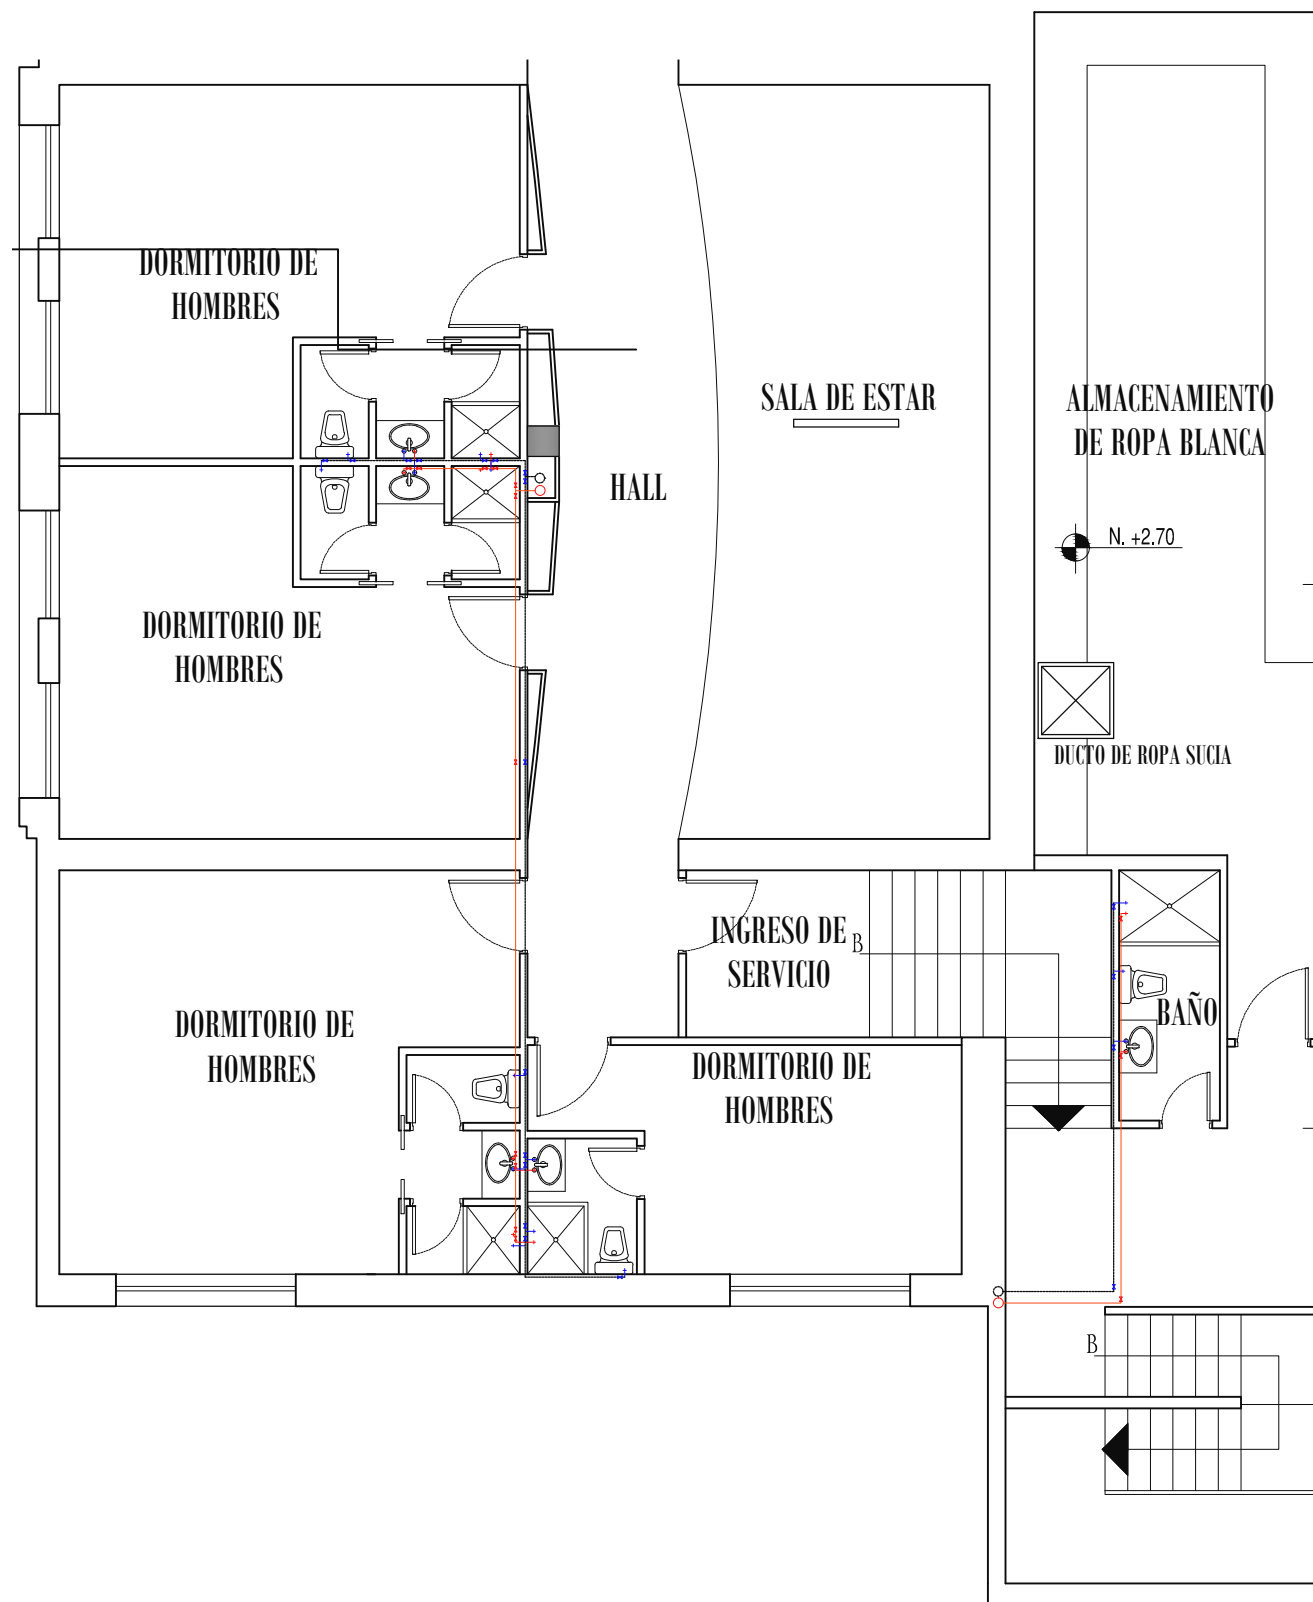 DORMITORIO DE
HOMBRES
SALA DE ESTAR
ALMACENAMIENTO
DE ROPA BLANCA
HALL
N. +2.70
DORMITORIO DE
HOMBRES
DUCTO DE ROPA SUCIA
INGRESO DE
SERVICIO
B
DORMITORIO DE
HOMBRES
BAÑO
DORMITORIO DE
HOMBRES
B